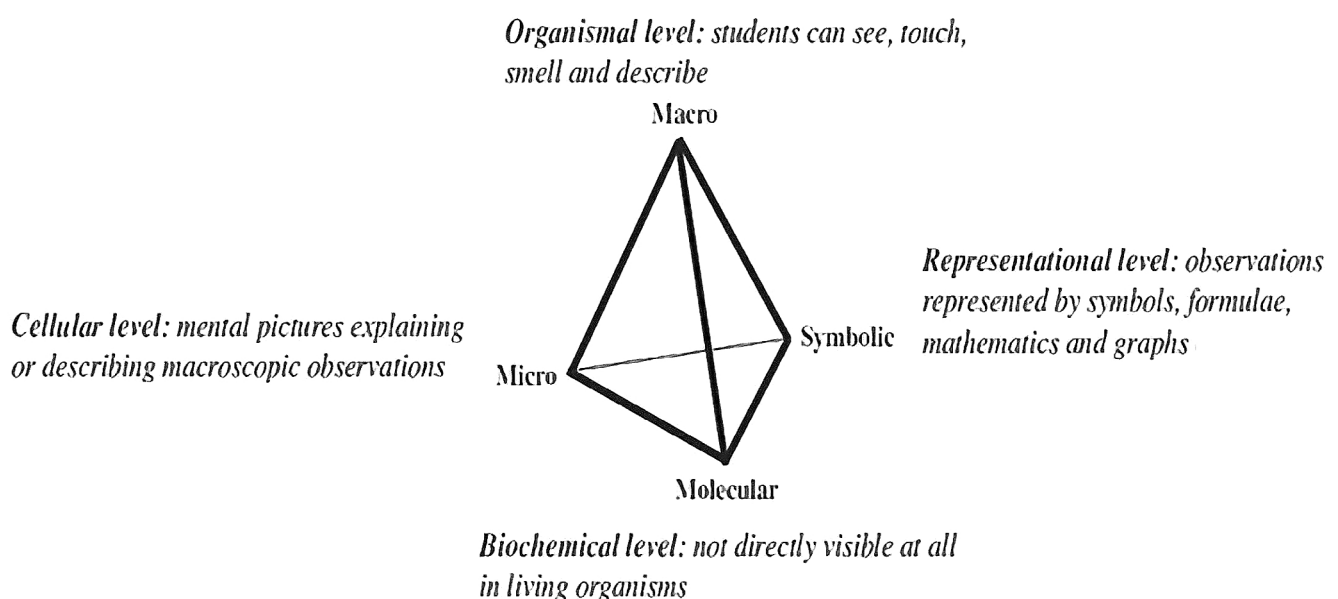 Organismal level: students can see, touch,
smell and describe
Macro
Representational level: observations
represented by symbols, formulae,
mathematics and graphs
Symbolic
Cellular level: mental pictures explaining
or describing macroscopic observations
Micro
Molecular
Biochemical level: not directly visible at all
in living organisms